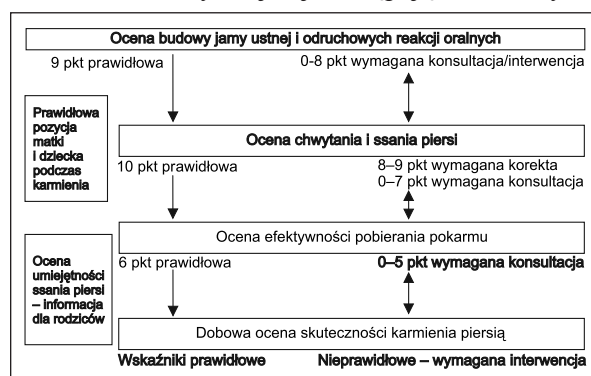 Ocena budowy jamy ustnej i odruchowych reakcji oralnych
9 pkt prawidłowa
0-8 pkt wymagana konsultacja/interwencja
Prawidłowa
pozycja
matki
i dziecka
podczas
karmienia
Ocena chwytania i ssania piersi
10 pkt prawidłowa
8–9 pkt wymagana korekta
0–7 pkt wymagana konsultacja
Ocena efektywności pobierania pokarmu
6 pkt prawidłowa
0–5 pkt wymagana konsultacja
Ocena
umiejętności
ssania piersi
– informacja
dla rodziców
Dobowa ocena skuteczności karmienia piersią
Wskaźniki prawidłowe
Nieprawidłowe – wymagana interwencja